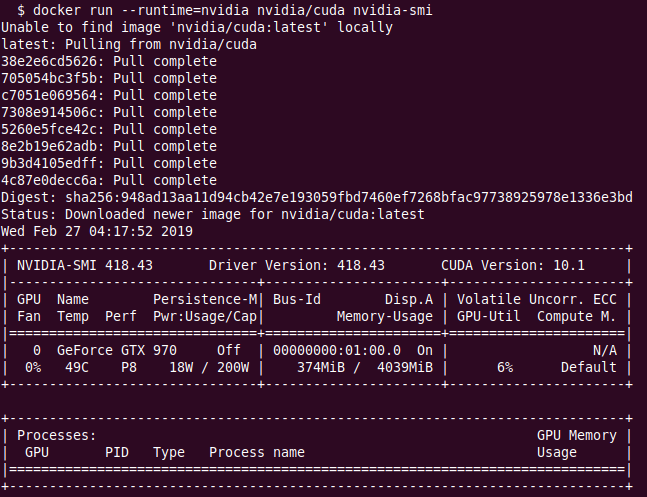 $ docker run --runtime=nvidia nvidia/cuda nvidia-smi
Unable to find image 'nvidia/cuda:latest' locally
latest: Pulling from nvidia/cuda
38e2e6cd5626: Pull complete
705054bc3f5b: Pull complete
c7051e069564: Pull complete
7308e914506c: Pull complete
5260e5fce42c: Pull complete
8e2b19e62adb: Pull complete
9b3d4105edff: Pull complete
4c87e0decc6a: Pull complete
Digest: sha256:948ad13aa11d94cb42e7e193059fbd7460ef7268bfac97738925978e1336e3bd
Status: Downloaded newer image for nvidia/cuda:latest
Wed Feb 27 04:17:52 2019
+-----------------------------------------------------------------------------+
| NVIDIA-SMI 418.43       Driver Version: 418.43       CUDA Version: 10.1     |
|-------------------------------+----------------------+----------------------+
| GPU  Name        Persistence-M| Bus-Id        Disp.A | Volatile Uncorr. ECC |
| Fan  Temp  Perf  Pwr:Usage/Cap|         Memory-Usage | GPU-Util  Compute M. |
|===============================+======================+======================|
|   0  GeForce GTX 970     Off  | 00000000:01:00.0  On |                  N/A |
|  0%   49C    P8    18W / 200W |    374MiB /  4039MiB |      6%      Default |
+-------------------------------+----------------------+----------------------+

+-----------------------------------------------------------------------------+
| Processes:                                                       GPU Memory |
|  GPU       PID   Type   Process name                             Usage      |
|=============================================================================|
+-----------------------------------------------------------------------------+